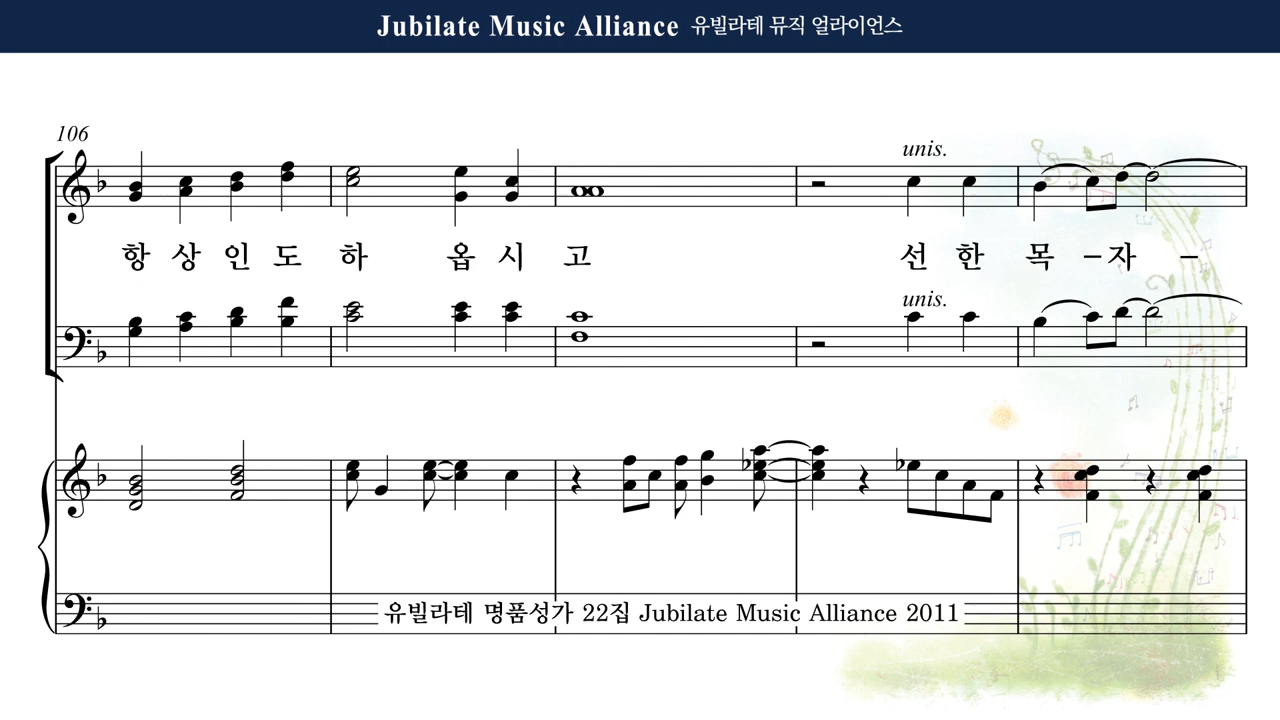 Jubilate Music Alliance 유빌라테 뮤직 얼라이언스
106
unis.
항 상 인 도 하 옵 시 고 선 한 목 - 자 -
unis.
유빌라테 명품성가 22집 Jubilate Music Alliance 2011